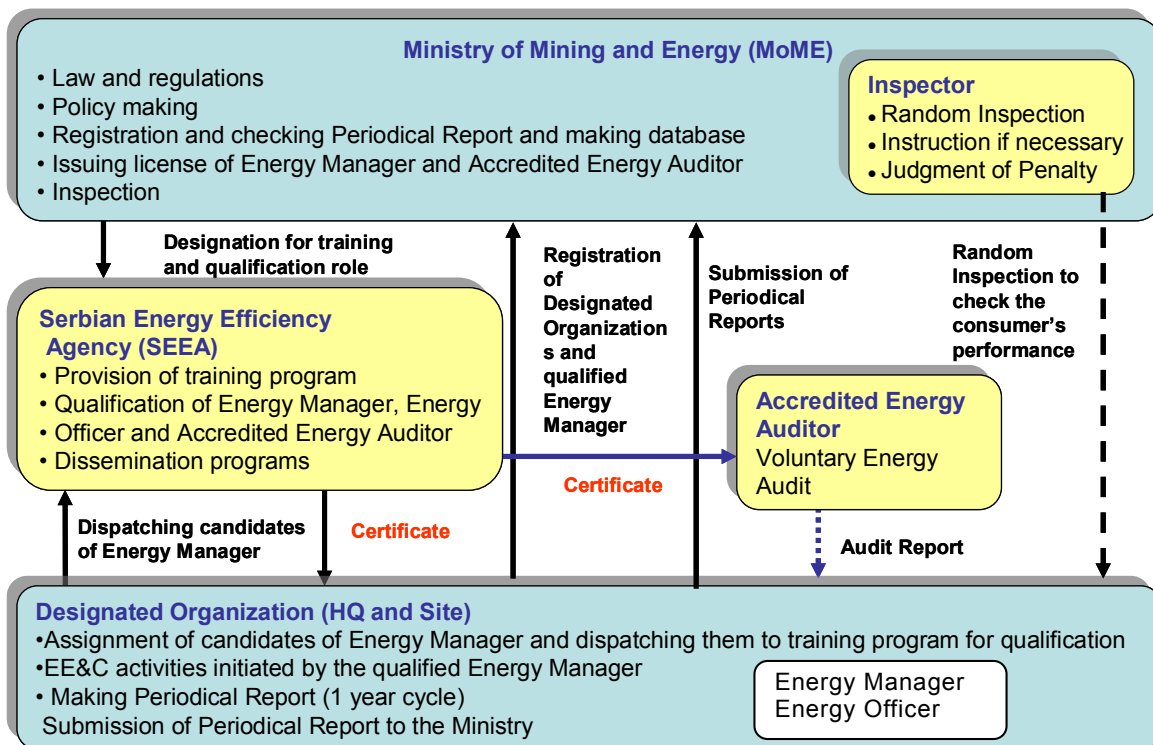 Ministry of Mining and Energy (MoME)
• Law and regulations
• Policy making
• Registration and checking Periodical Report and making database
• Issuing license of Energy Manager and Accredited Energy Auditor
• Inspection
Inspector
• Random Inspection
• Instruction if necessary
• Judgment of Penalty
Designation for training
and qualification role
Registration
of
Designated
Organization
s and
qualified
Energy
Manager
Submission of
Periodical
Reports
Random
Inspection to
check the
consumer’s
performance
Serbian Energy Efficiency
Agency (SEEA)
• Provision of training program
• Qualification of Energy Manager, Energy
• Officer and Accredited Energy Auditor
• Dissemination programs
Accredited Energy
Auditor
Voluntary Energy
Audit
Certificate
Dispatching candidates
of Energy Manager
Certificate
Audit Report
Designated Organization (HQ and Site)
•Assignment of candidates of Energy Manager and dispatching them to training program for qualification
•EE&C activities initiated by the qualified Energy Manager
• Making Periodical Report (1 year cycle)
Submission of Periodical Report to the Ministry
Energy Manager
Energy Officer